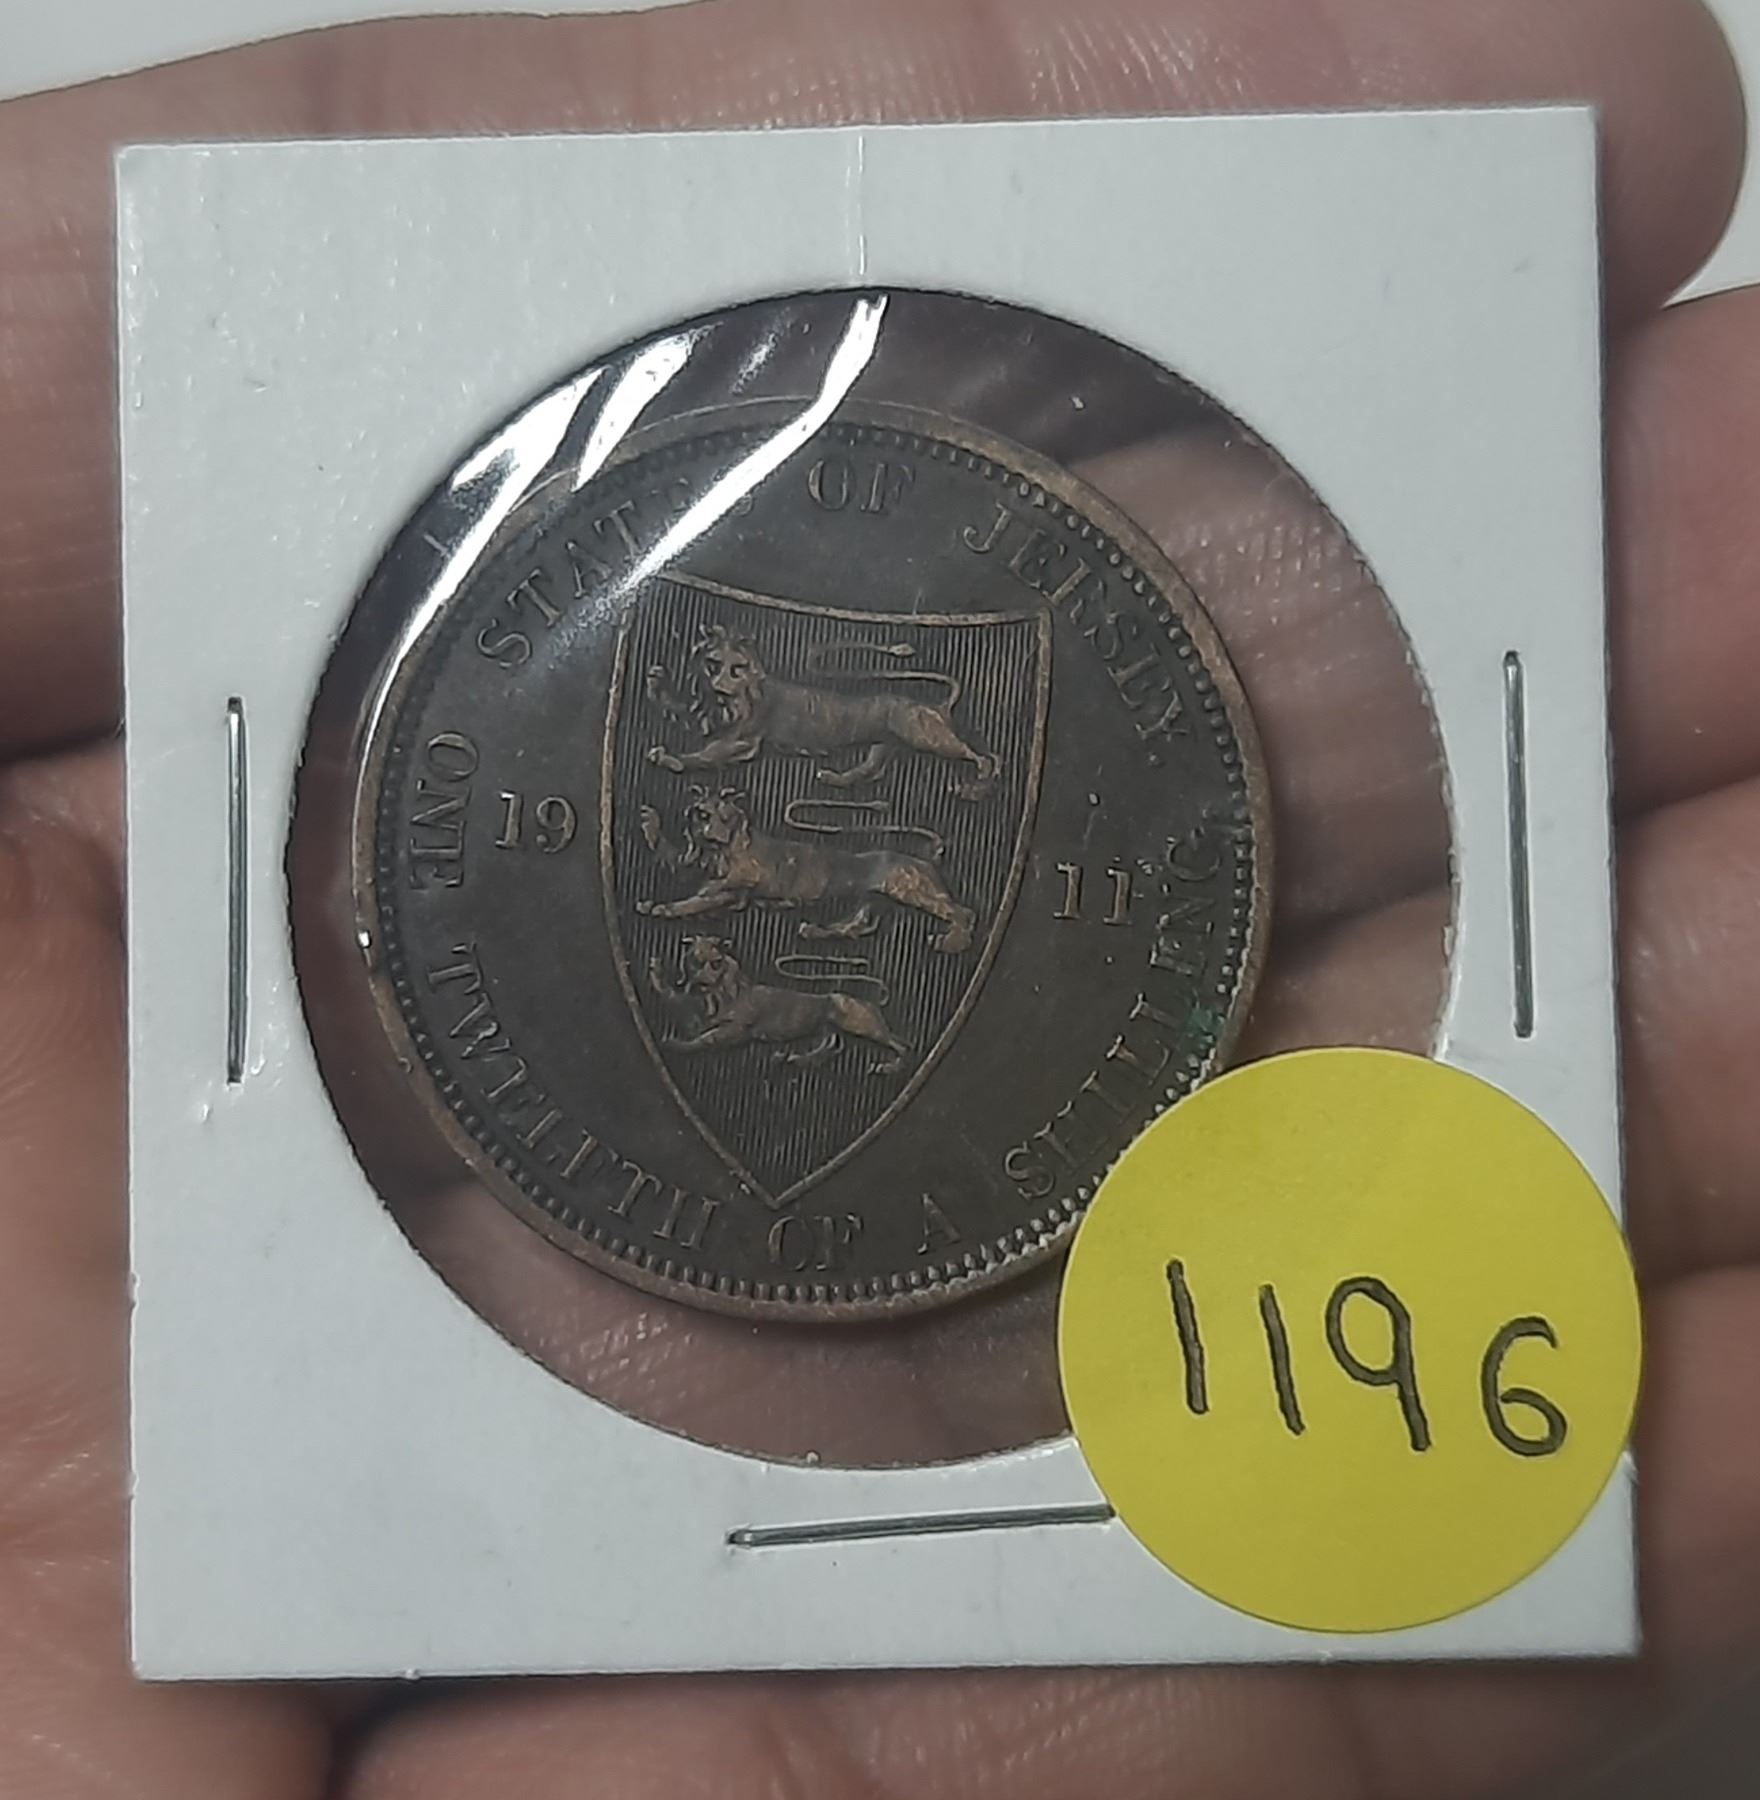 STATES OF JERSEY.
19 11
ONE TWELFTH OF A SHILLING
1196